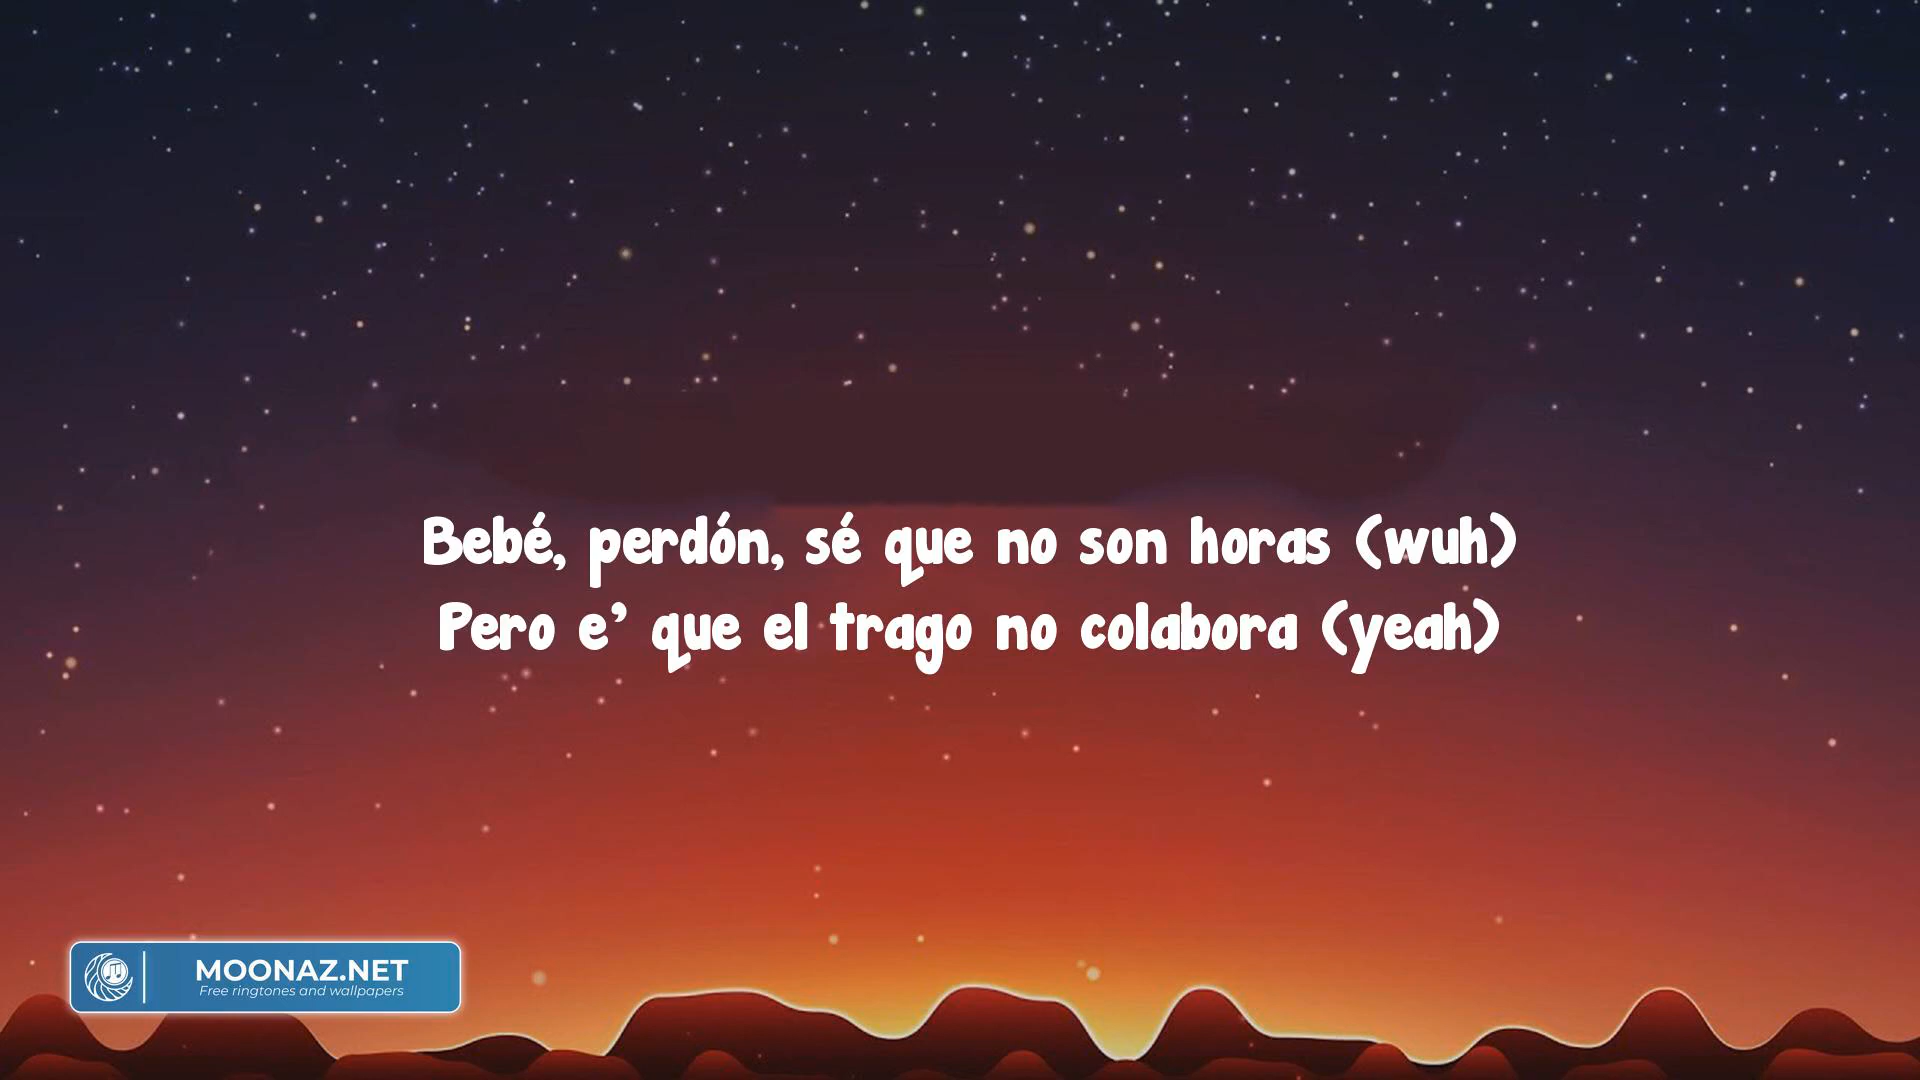 Bebé, perdón, sé que no son horas (wuh)
Pero e’ que el trago no colabora (yeah)
MOONAZ.NET
Free ringtones and wallpapers